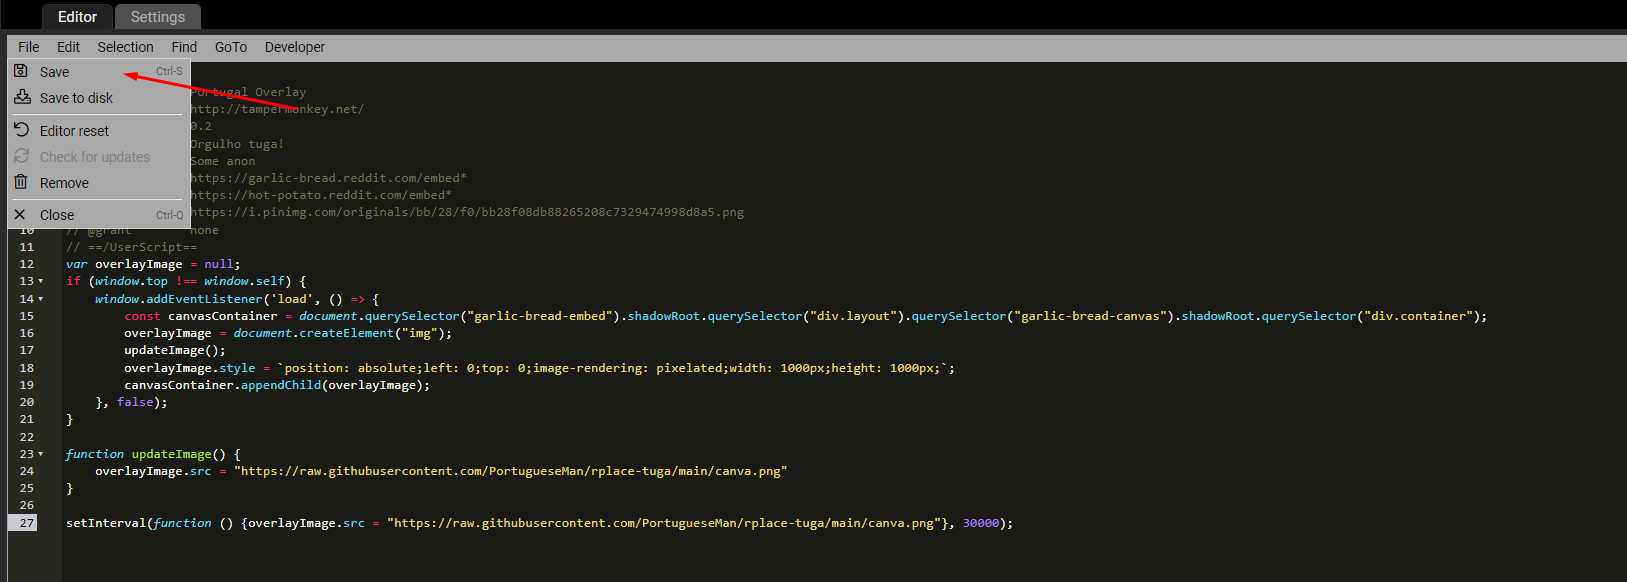 Editor Settings
File Edit Selection Find GoTo Developer
Save Ctrl-S
Save to disk
Editor reset
Check for updates
Remove
Close Ctrl-Q
Portugal Overlay
http://tampermonkey.net/
0.2
Orgulho tuga!
Some anon
https://garlic-bread.reddit.com/embed*
https://hot-potato.reddit.com/embed*
https://i.pinimg.com/originals/bb/28/f0/bb28f08db88265208c7329474998d8a5.png
10 // @grant none
11 // ==/UserScript==
12 var overlayImage = null;
13 if (window.top !== window.self) {
14 window.addEventListener('load', () => {
15 const canvasContainer = document.querySelector("garlic-bread-embed").shadowRoot.querySelector("div.layout").querySelector("garlic-bread-canvas").shadowRoot.querySelector("div.container");
16 overlayImage = document.createElement("img");
17 updateImage();
18 overlayImage.style = `position: absolute;left: 0;top: 0;image-rendering: pixelated;width: 1000px;height: 1000px;`;
19 canvasContainer.appendChild(overlayImage);
20 }, false);
21 }
22
23 function updateImage() {
24 overlayImage.src = "https://raw.githubusercontent.com/PortugueseMan/rplace-tuga/main/canva.png"
25 }
26
27 setInterval(function () {overlayImage.src = "https://raw.githubusercontent.com/PortugueseMan/rplace-tuga/main/canva.png"}, 30000);